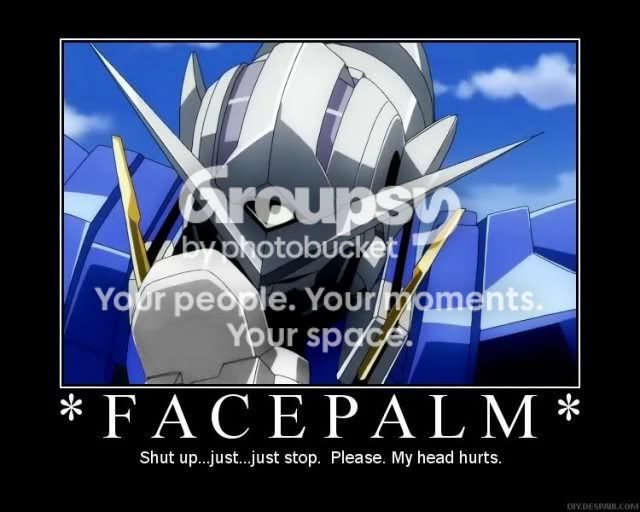 Groupsy
by photobucket
Your people. Your moments.
Your space.
*FACEPALM*
Shut up...just...just stop.  Please. My head hurts.
DIY.DESPAIR.COM